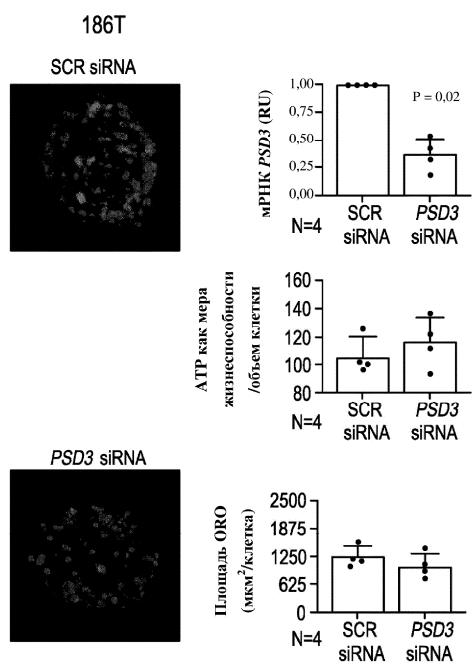 186T
SCR siRNA
мРНК PSD3 (RU)
1,00
0,75
0,50
0,25
0,00
P = 0,02
N=4
SCR
siRNA
PSD3
siRNA
АТР как мера
жизнеспособности
/объем клетки
160
140
120
100
80
N=4
SCR
siRNA
PSD3
siRNA
PSD3 siRNA
Площадь ORO
(мкм²/клетка)
2500
1875
1250
625
0
N=4
SCR
siRNA
PSD3
siRNA